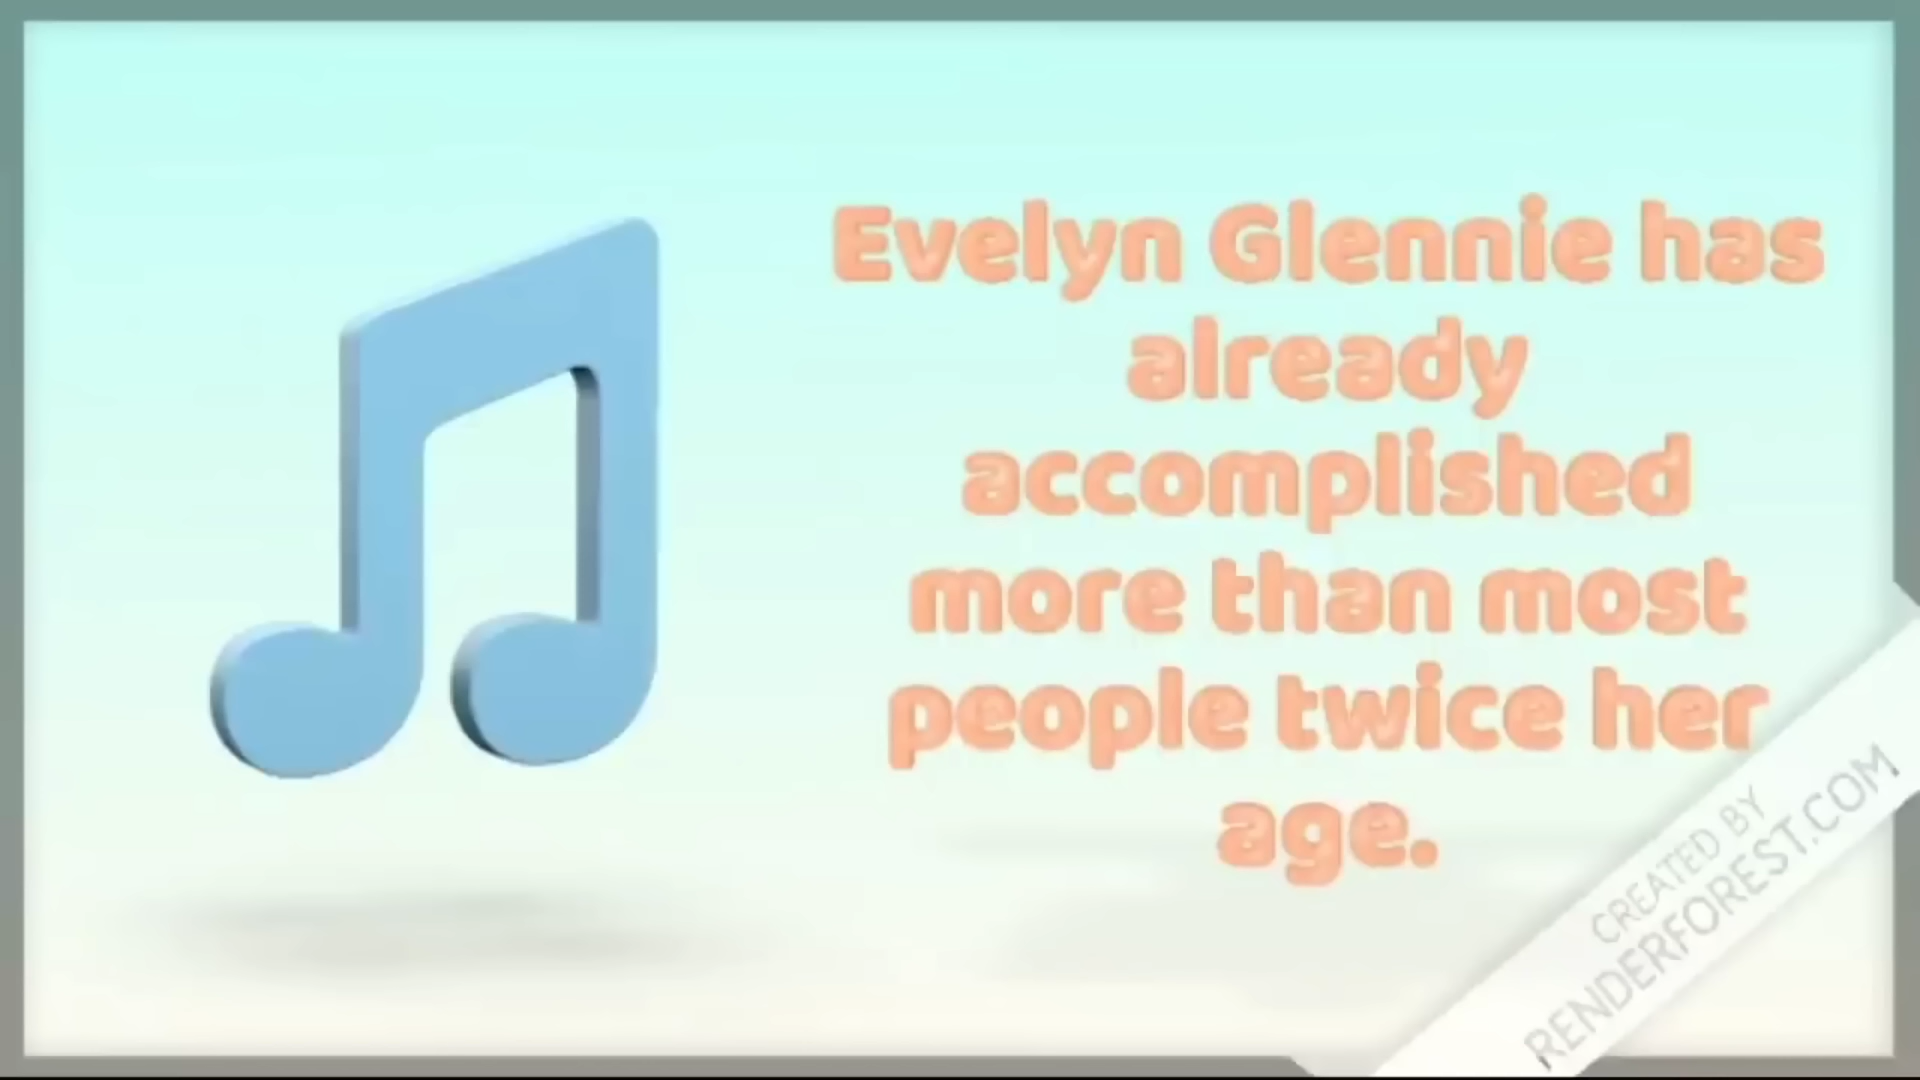 Evelyn Glennie has
already
accomplished
more than most
people twice her
age.
CREATED BY
RENDERFOREST.COM